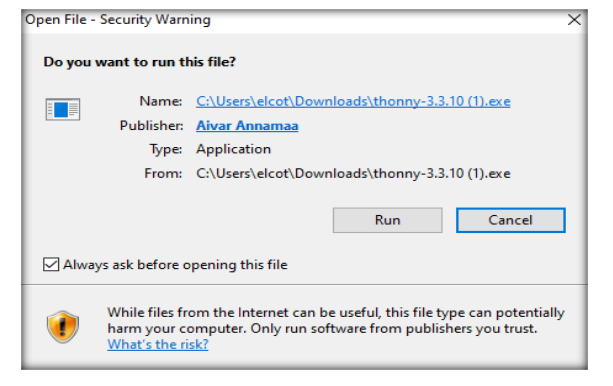 Open File - Security Warning
Do you want to run this file?
Name: C:\Users\elcot\Downloads\thonny-3.3.10 (1).exe
Publisher: Aivar Annamaa
Type: Application
From: C:\Users\elcot\Downloads\thonny-3.3.10 (1).exe
Run Cancel
Always ask before opening this file
While files from the Internet can be useful, this file type can potentially
harm your computer. Only run software from publishers you trust.
What's the risk?